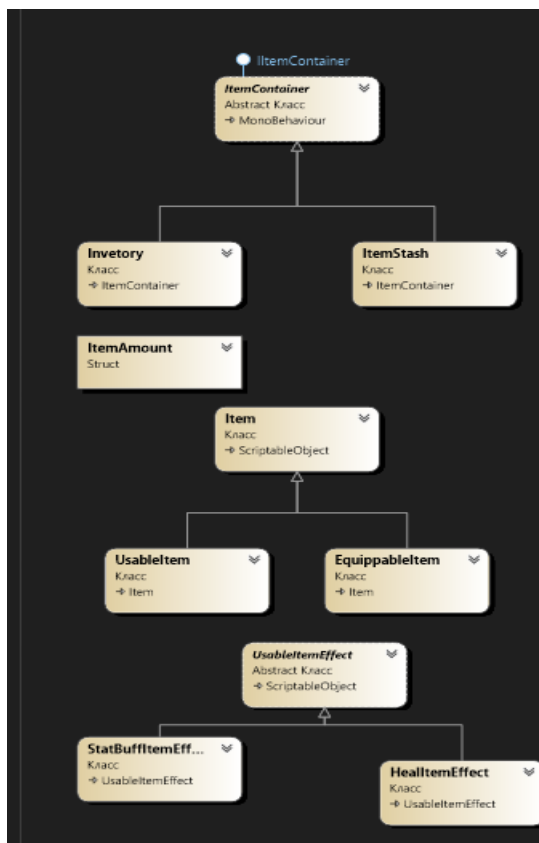 IItemContainer
ItemContainer
Abstract Класс
MonoBehaviour
Invetory
Класс
ItemContainer
ItemStash
Класс
ItemContainer
ItemAmount
Struct
Item
Класс
ScriptableObject
UsableItem
Класс
Item
EquippableItem
Класс
Item
UsableItemEffect
Abstract Класс
ScriptableObject
StatBuffItemEff...
Класс
UsableItemEffect
HealItemEffect
Класс
UsableItemEffect